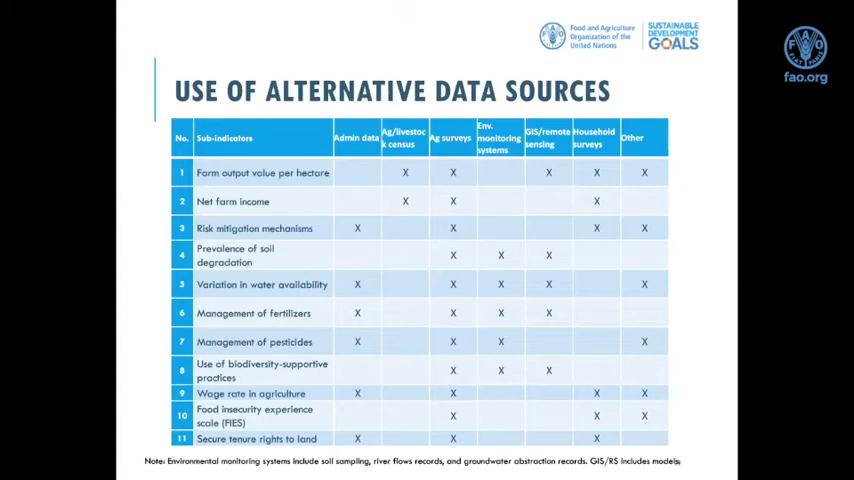 Food and Agriculture
Organization of the
United Nations
SUSTAINABLE
DEVELOPMENT
GOALS
FAO
FIAT PANIS
fao.org
USE OF ALTERNATIVE DATA SOURCES
No. Sub-indicators Admin data Ag/livestoc k census Ag surveys Env. monitoring systems GIS/remote sensing Household surveys Other
1 Farm output value per hectare X X X X X
2 Net farm income X X X
3 Risk mitigation mechanisms X X X X
4 Prevalence of soil degradation X X X
5 Variation in water availability X X X X X
6 Management of fertilizers X X X X
7 Management of pesticides X X X X
8 Use of biodiversity-supportive practices X X X
9 Wage rate in agriculture X X X X
10 Food insecurity experience scale (FIES) X X X
11 Secure tenure rights to land X X X
Note: Environmental monitoring systems include soil sampling, river flows records, and groundwater abstraction records. GIS/RS includes models,